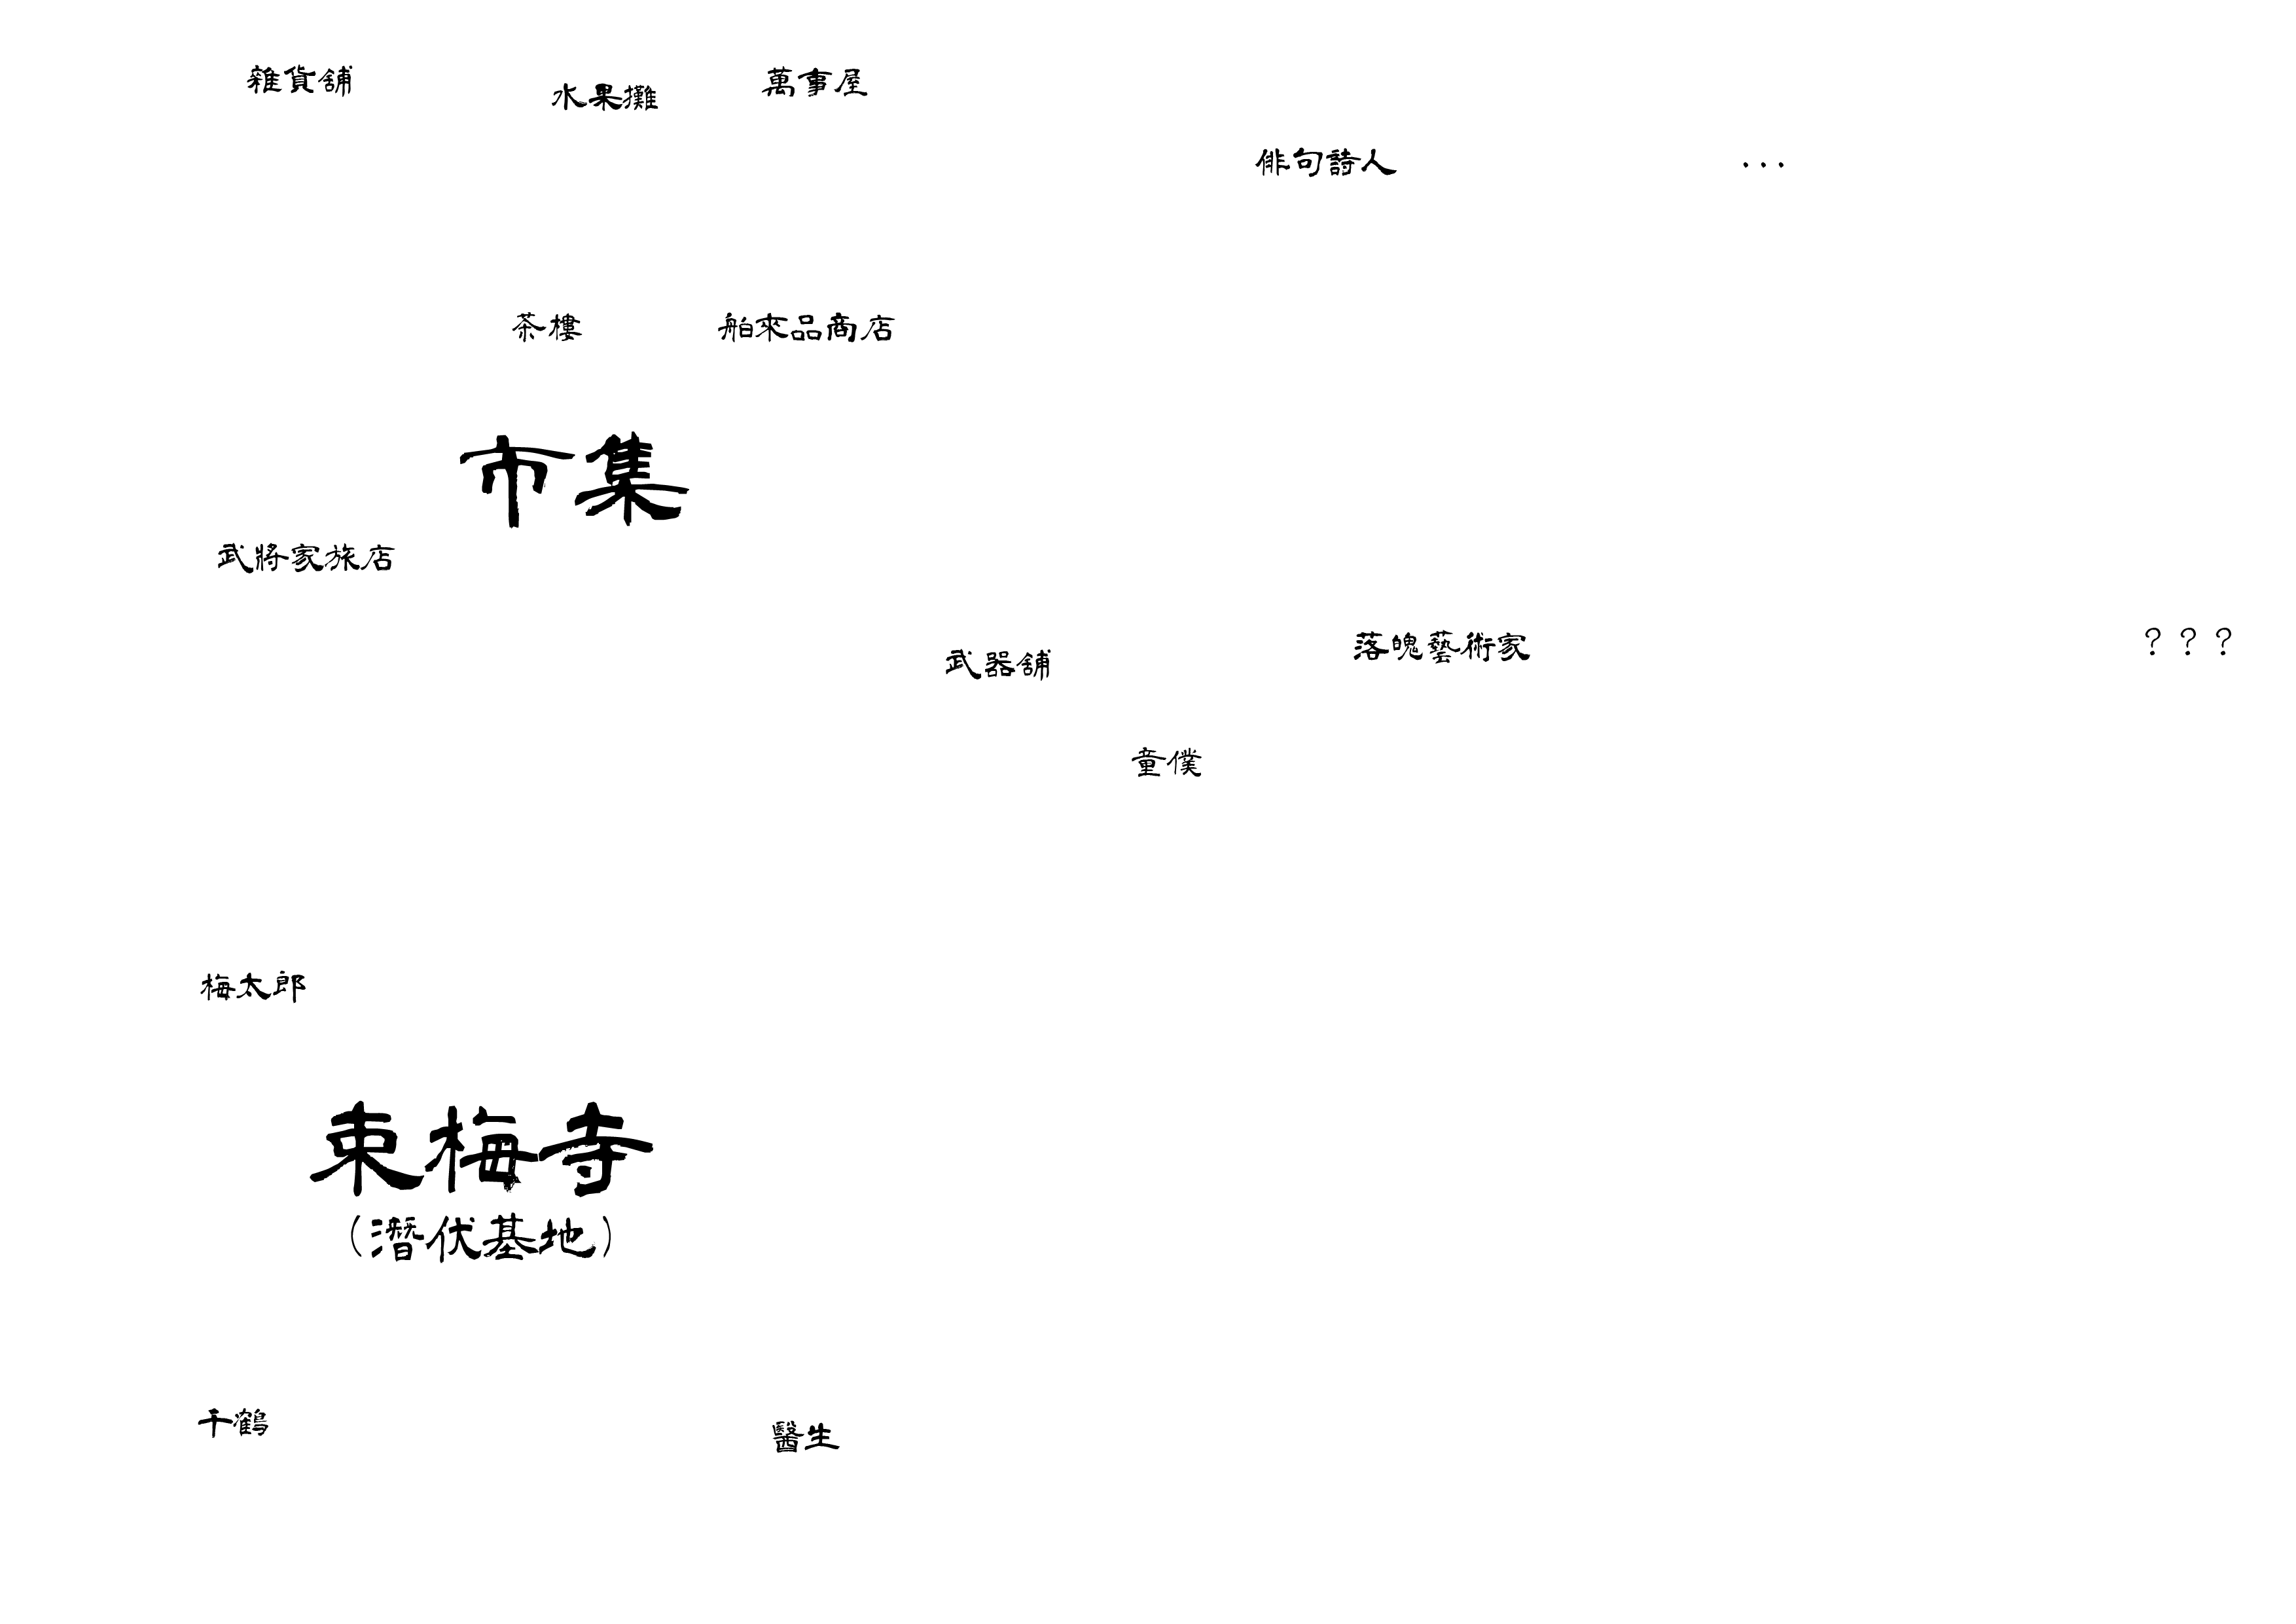 雜貨舖
水果攤
萬事屋
俳句詩人
...
茶樓
舶來品商店
市集
武將家旅店
武器舖
落魄藝術家
？？？
童僕
梅太郎
束梅寺
（潛伏基地）
千鶴
醫生